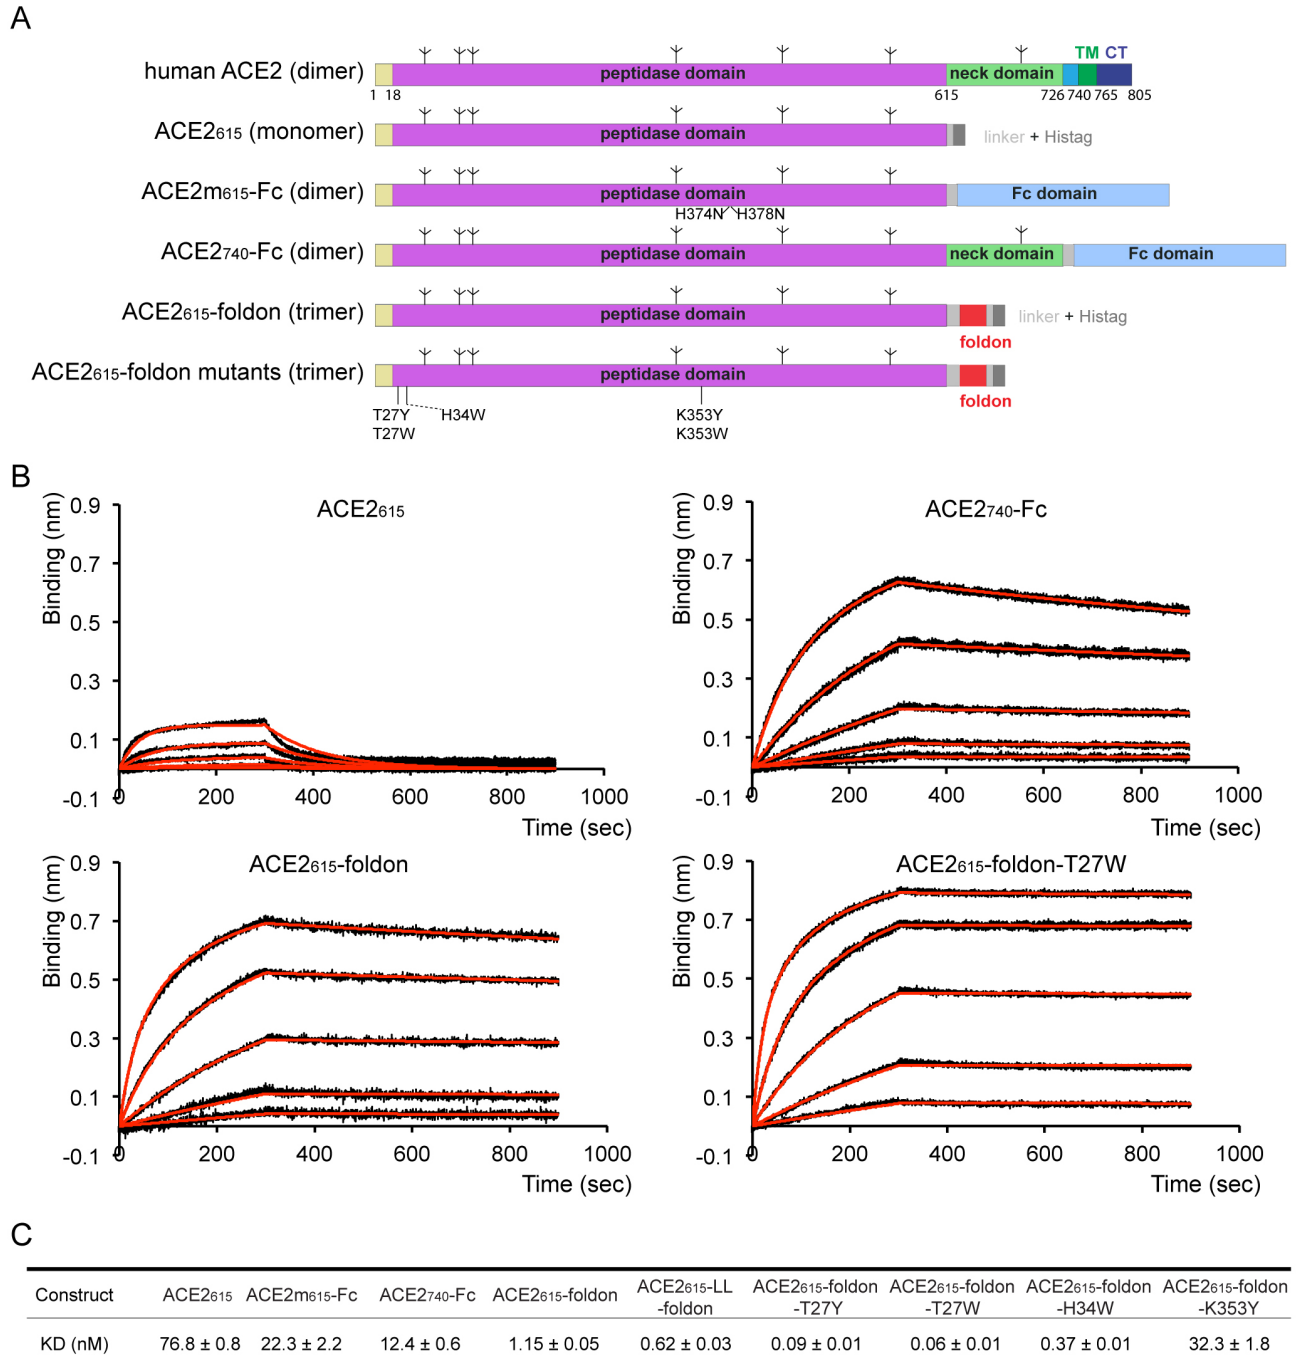 A
TM CT
human ACE2 (dimer) peptidase domain neck domain
1 18 615 726 740 765 805
ACE2615 (monomer) peptidase domain linker + Histag
ACE2m615-Fc (dimer) peptidase domain Fc domain
H374N H378N
ACE2740-Fc (dimer) peptidase domain neck domain Fc domain
ACE2615-foldon (trimer) peptidase domain linker + Histag
foldon
ACE2615-foldon mutants (trimer) peptidase domain
foldon
T27Y H34W K353Y
T27W K353W
B
ACE2615
Binding (nm)
0.9
0.7
0.5
0.3
0.1
-0.1
0 200 400 600 800 1000
Time (sec)
ACE2740-Fc
Binding (nm)
0.9
0.7
0.5
0.3
0.1
-0.1
0 200 400 600 800 1000
Time (sec)
ACE2615-foldon
Binding (nm)
0.9
0.7
0.5
0.3
0.1
-0.1
0 200 400 600 800 1000
Time (sec)
ACE2615-foldon-T27W
Binding (nm)
0.9
0.7
0.5
0.3
0.1
-0.1
0 200 400 600 800 1000
Time (sec)
C
Construct ACE2615 ACE2m615-Fc ACE2740-Fc ACE2615-foldon ACE2615-LL -foldon ACE2615-foldon -T27Y ACE2615-foldon -T27W ACE2615-foldon -H34W ACE2615-foldon -K353Y
KD (nM) 76.8 ± 0.8 22.3 ± 2.2 12.4 ± 0.6 1.15 ± 0.05 0.62 ± 0.03 0.09 ± 0.01 0.06 ± 0.01 0.37 ± 0.01 32.3 ± 1.8